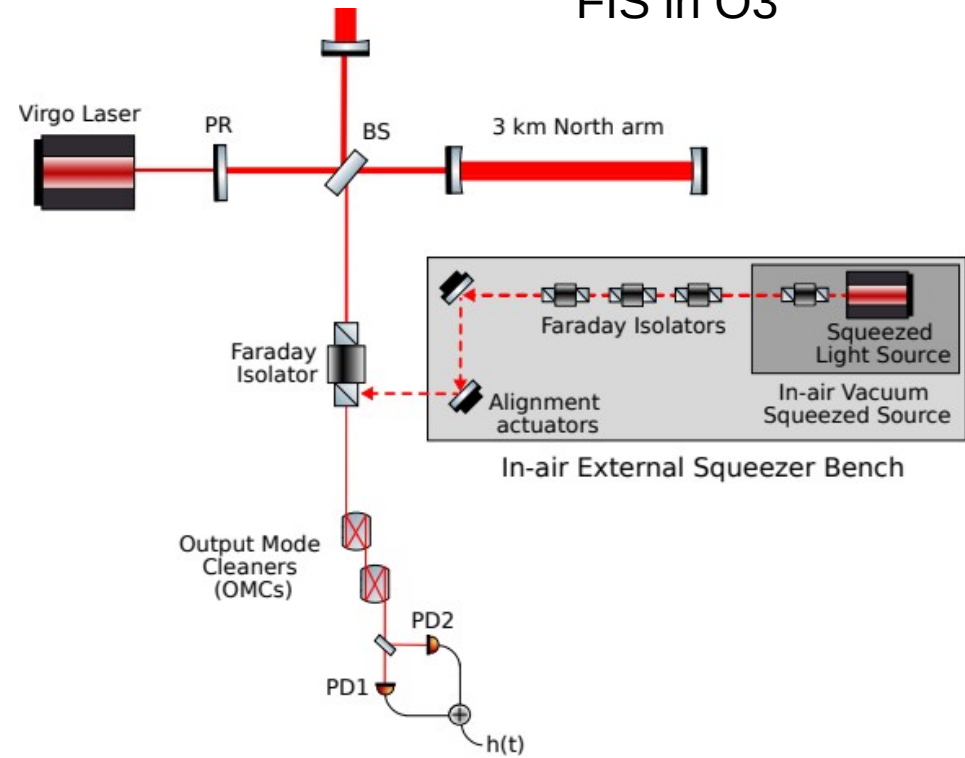 FIS in O3
Virgo Laser
PR
BS
3 km North arm
Faraday Isolators
Squeezed
Light Source
In-air Vacuum
Squeezed Source
Faraday
Isolator
Alignment
actuators
In-air External Squeezer Bench
Output Mode
Cleaners
(OMCs)
PD2
PD1
h(t)